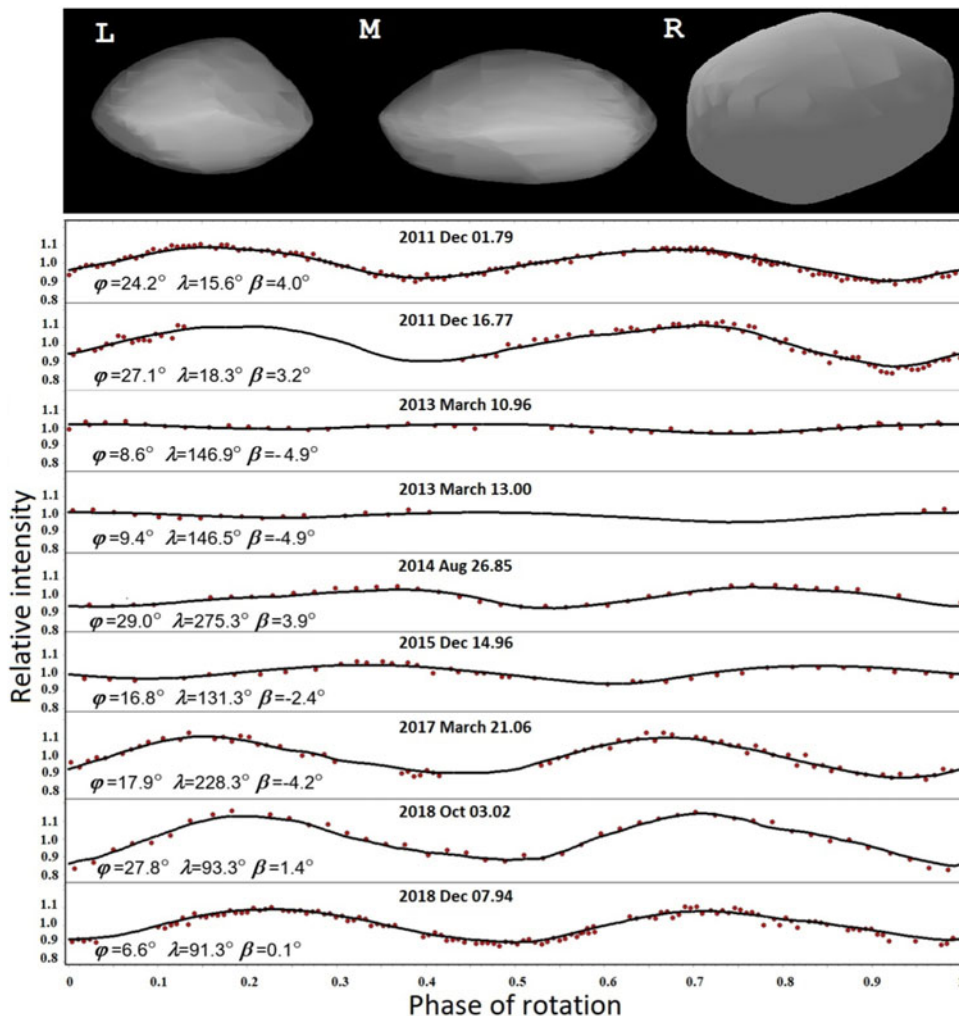 L M R
2011 Dec 01.79
1.1
1.0
0.9
0.8
φ=24.2° λ=15.6° β=4.0°
2011 Dec 16.77
1.1
1.0
0.9
0.8
φ=27.1° λ=18.3° β=3.2°
2013 March 10.96
1.1
1.0
0.9
0.8
φ=8.6° λ=146.9° β=-4.9°
2013 March 13.00
1.1
1.0
0.9
0.8
φ=9.4° λ=146.5° β=-4.9°
2014 Aug 26.85
1.1
1.0
0.9
0.8
φ=29.0° λ=275.3° β=3.9°
2015 Dec 14.96
1.1
1.0
0.9
0.8
φ=16.8° λ=131.3° β=-2.4°
2017 March 21.06
1.1
1.0
0.9
0.8
φ=17.9° λ=228.3° β=-4.2°
2018 Oct 03.02
1.1
1.0
0.9
0.8
φ=27.8° λ=93.3° β=1.4°
2018 Dec 07.94
1.1
1.0
0.9
0.8
φ=6.6° λ=91.3° β=0.1°
Relative intensity
0 0.1 0.2 0.3 0.4 0.5 0.6 0.7 0.8 0.9
Phase of rotation